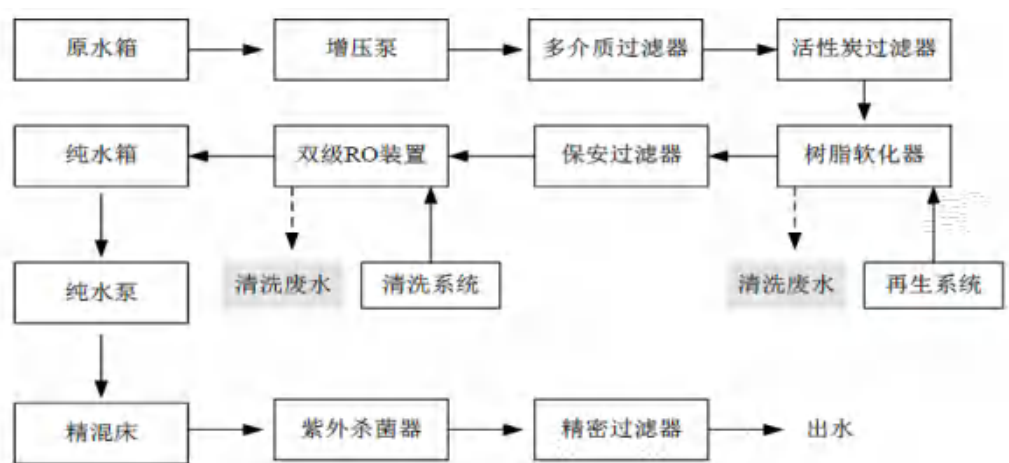 原水箱
增压泵
多介质过滤器
活性炭过滤器
纯水箱
双级RO装置
保安过滤器
树脂软化器
纯水泵
清洗废水
清洗系统
清洗废水
再生系统
精混床
紫外杀菌器
精密过滤器
出水